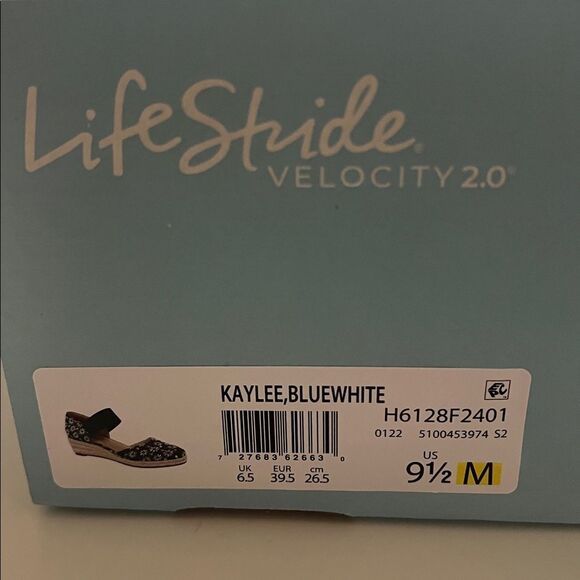 LifeStride®
VELOCITY 2.0®
KAYLEE,BLUEWHITE
H6128F2401
0122 5100453974 S2
7 27683 62663 0
UK EUR cm
6.5 39.5 26.5
US
9½ M